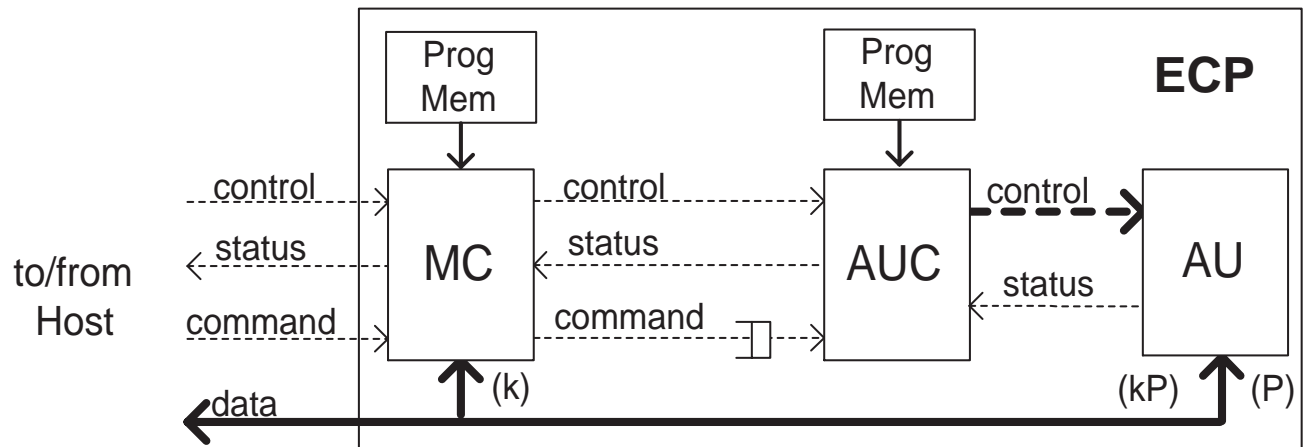 Prog
Mem
Prog
Mem
ECP
control
control
control
status
status
MC
AUC
AU
to/from
Host
status
command
command
(k)
(kP)
(P)
data